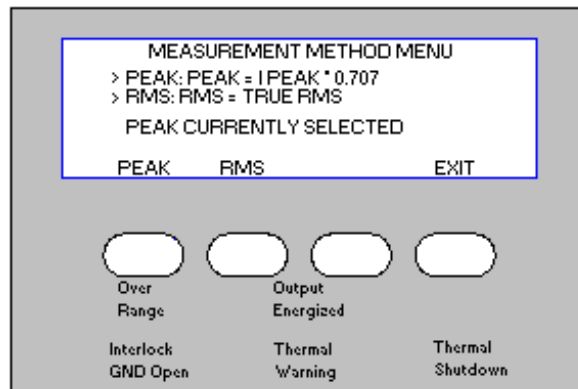 MEASUREMENT METHOD MENU
> PEAK: PEAK = I PEAK * 0.707
> RMS: RMS = TRUE RMS
PEAK CURRENTLY SELECTED
PEAK RMS EXIT
Over Range
Output Energized
Interlock GND Open
Thermal Warning
Thermal Shutdown